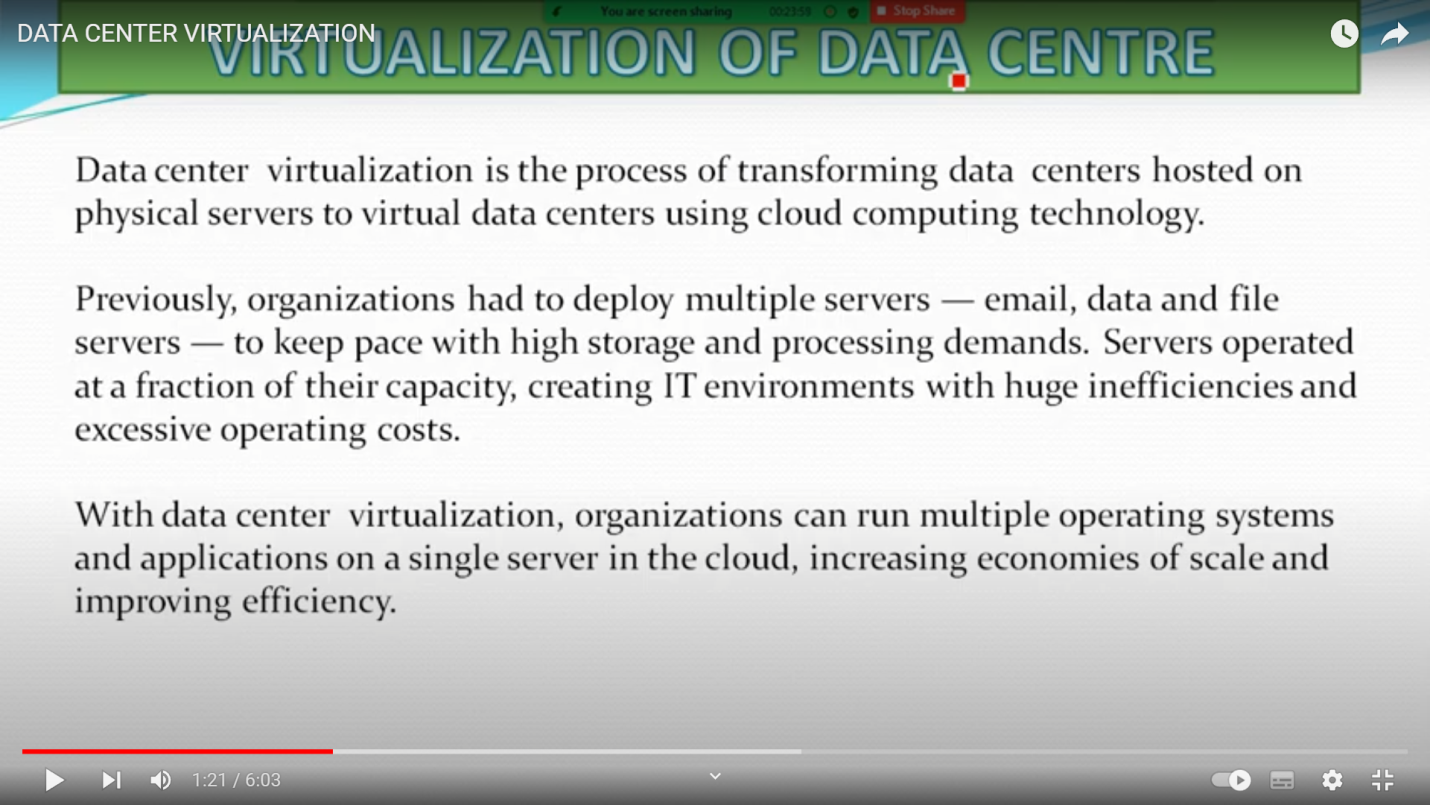 You are screen sharing 00:23:59 Stop Share
DATA CENTER VIRTUALIZATION
VIRTUALIZATION OF DATA CENTRE
Data center virtualization is the process of transforming data centers hosted on
physical servers to virtual data centers using cloud computing technology.
Previously, organizations had to deploy multiple servers — email, data and file
servers — to keep pace with high storage and processing demands. Servers operated
at a fraction of their capacity, creating IT environments with huge inefficiencies and
excessive operating costs.
With data center virtualization, organizations can run multiple operating systems
and applications on a single server in the cloud, increasing economies of scale and
improving efficiency.
1:21 / 6:03